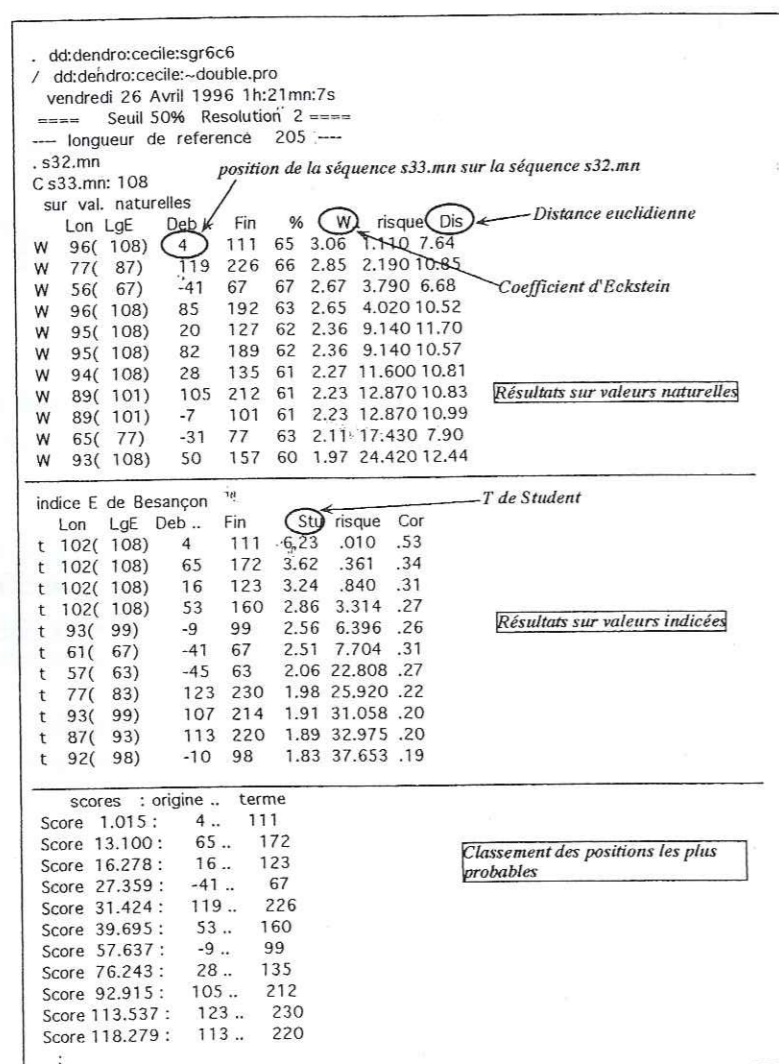 . dd:dendro:cecile:sgr6c6
/ dd:dendro:cecile:~double.pro
vendredi 26 Avril 1996 1h:21mn:7s
==== Seuil 50% Resolution 2 ====
---- longueur de reference 205 ----
. s32.mn
position de la séquence s33.mn sur la séquence s32.mn
C s33.mn: 108
sur val. naturelles
Lon LgE Deb Fin % W risque Dis
Distance euclidienne
W 96( 108) 4 111 65 3.06 1.110 7.64
W 77( 87) 119 226 66 2.85 2.190 10.85
W 56( 67) -41 67 67 2.67 3.790 6.68
Coefficient d'Eckstein
W 96( 108) 85 192 63 2.65 4.020 10.52
W 95( 108) 20 127 62 2.36 9.140 11.70
W 95( 108) 82 189 62 2.36 9.140 10.57
W 94( 108) 28 135 61 2.27 11.600 10.81
W 89( 101) 105 212 61 2.23 12.870 10.83
Résultats sur valeurs naturelles
W 89( 101) -7 101 61 2.23 12.870 10.99
W 65( 77) -31 77 63 2.11 17.430 7.90
W 93( 108) 50 157 60 1.97 24.420 12.44
indice E de Besançon
T de Student
Lon LgE Deb .. Fin Stu risque Cor
t 102( 108) 4 111 6.23 .010 .53
t 102( 108) 65 172 3.62 .361 .34
t 102( 108) 16 123 3.24 .840 .31
t 102( 108) 53 160 2.86 3.314 .27
Résultats sur valeurs indicées
t 93( 99) -9 99 2.56 6.396 .26
t 61( 67) -41 67 2.51 7.704 .31
t 57( 63) -45 63 2.06 22.808 .27
t 77( 83) 123 230 1.98 25.920 .22
t 93( 99) 107 214 1.91 31.058 .20
t 87( 93) 113 220 1.89 32.975 .20
t 92( 98) -10 98 1.83 37.653 .19
scores : origine .. terme
Score 1.015 : 4 .. 111
Score 13.100 : 65 .. 172
Classement des positions les plus
probables
Score 16.278 : 16 .. 123
Score 27.359 : -41 .. 67
Score 31.424 : 119 .. 226
Score 39.695 : 53 .. 160
Score 57.637 : -9 .. 99
Score 76.243 : 28 .. 135
Score 92.915 : 105 .. 212
Score 113.537 : 123 .. 230
Score 118.279 : 113 .. 220
: